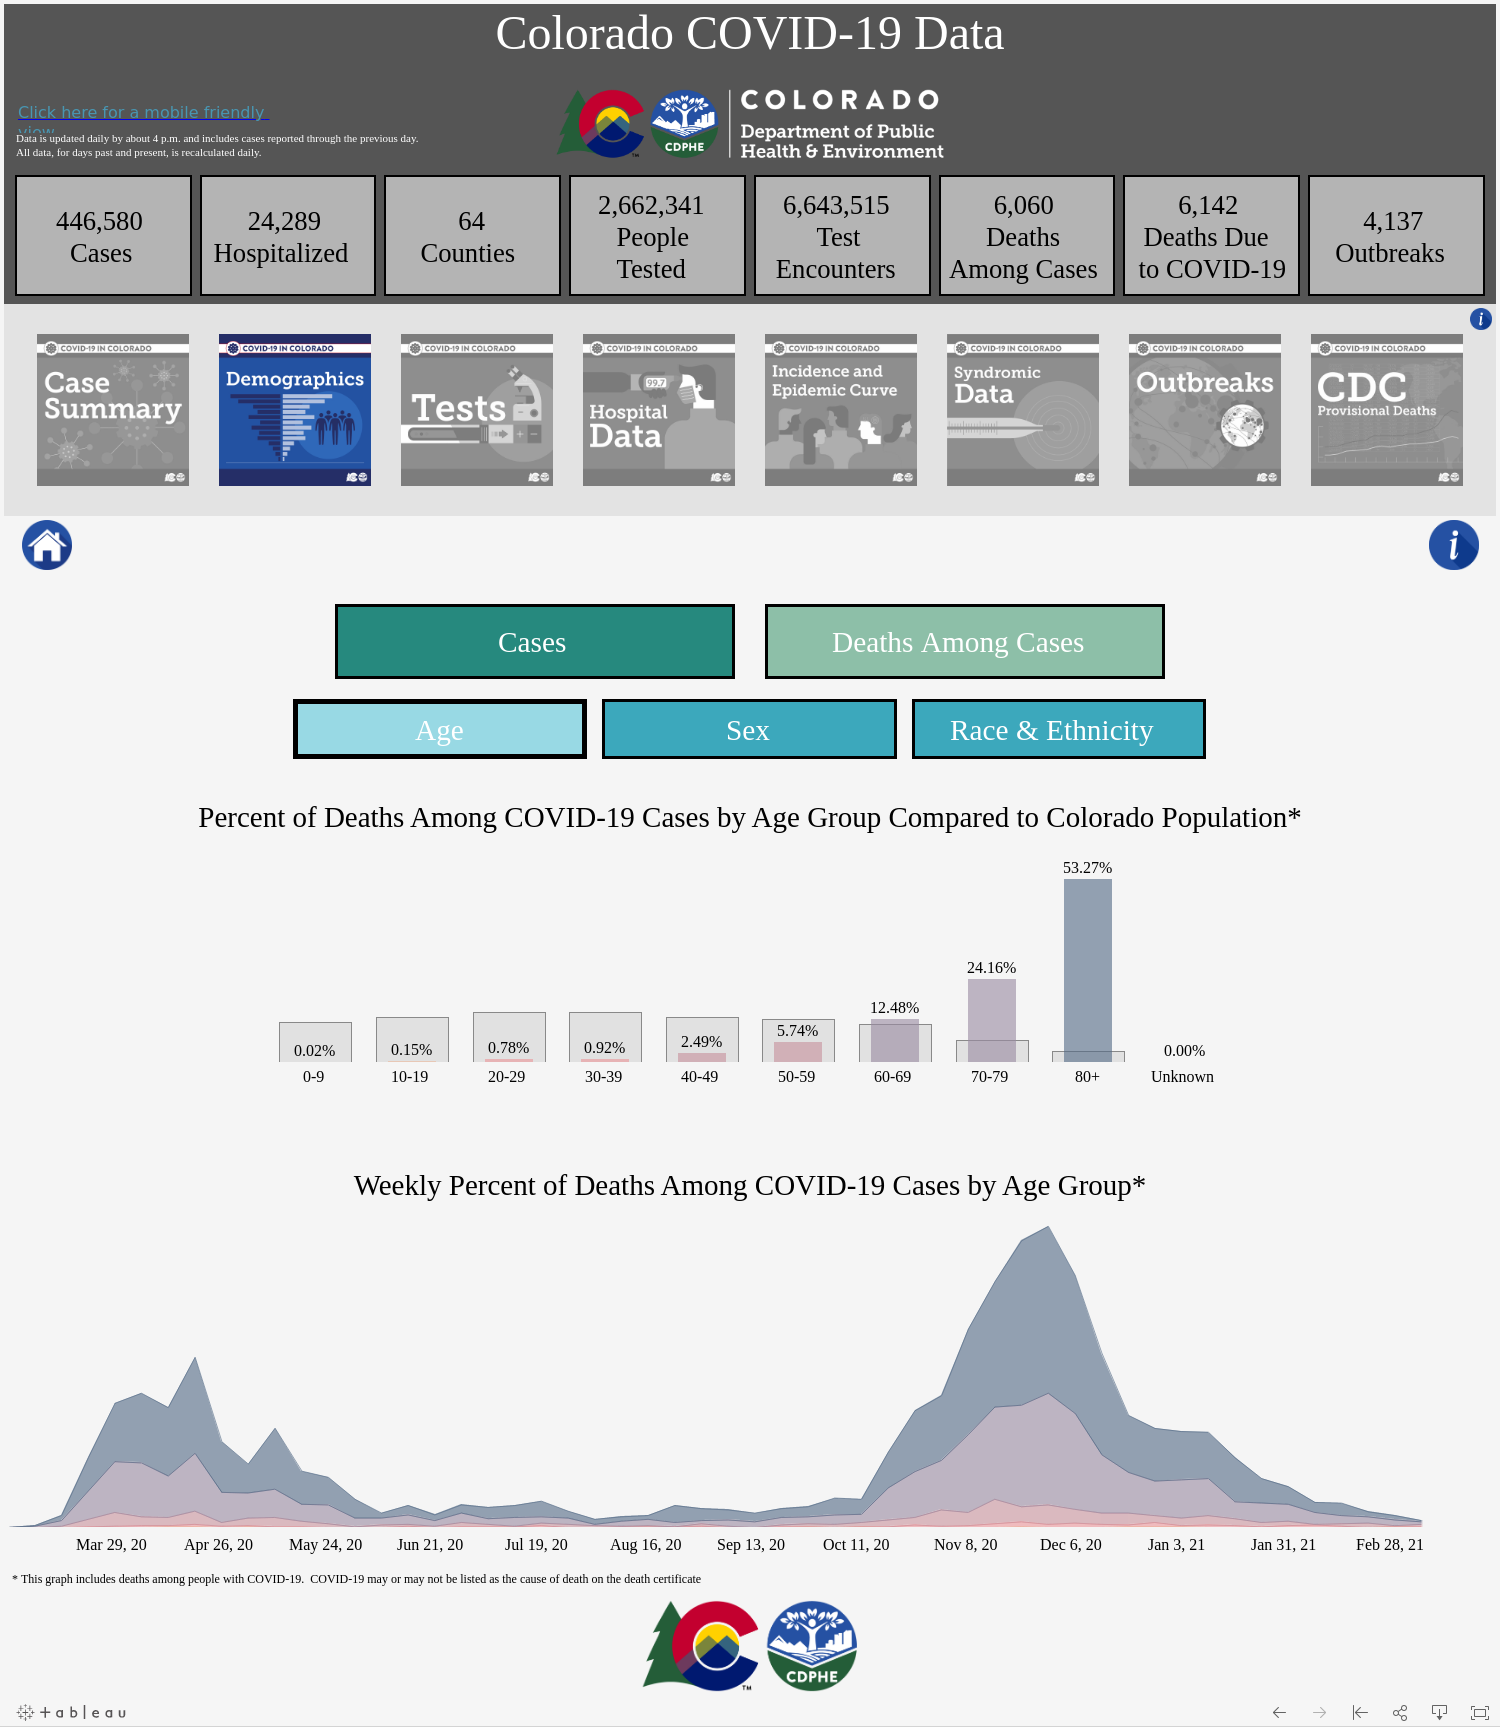 Colorado COVID-19 Data
Click here for a mobile friendly
view
Data is updated daily by about 4 p.m. and includes cases reported through the previous day.
All data, for days past and present, is recalculated daily.
COLORADO
Department of Public
Health & Environment
CDPHE
TM
446,580
Cases
24,289
Hospitalized
64
Counties
2,662,341
People
Tested
6,643,515
Test
Encounters
6,060
Deaths
Among Cases
6,142
Deaths Due
to COVID-19
4,137
Outbreaks
i
COVID-19 IN COLORADO
Case
Summary
COVID-19 IN COLORADO
Demographics
COVID-19 IN COLORADO
Tests
COVID-19 IN COLORADO
99.7
Hospital
Data
COVID-19 IN COLORADO
Incidence and
Epidemic Curve
COVID-19 IN COLORADO
Syndromic
Data
COVID-19 IN COLORADO
Outbreaks
COVID-19 IN COLORADO
CDC
Provisional Deaths
i
Cases
Deaths Among Cases
Age
Sex
Race & Ethnicity
Percent of Deaths Among COVID-19 Cases by Age Group Compared to Colorado Population*
53.27%
24.16%
12.48%
5.74%
2.49%
0.92%
0.78%
0.15%
0.02%
0.00%
0-9
10-19
20-29
30-39
40-49
50-59
60-69
70-79
80+
Unknown
Weekly Percent of Deaths Among COVID-19 Cases by Age Group*
Mar 29, 20
Apr 26, 20
May 24, 20
Jun 21, 20
Jul 19, 20
Aug 16, 20
Sep 13, 20
Oct 11, 20
Nov 8, 20
Dec 6, 20
Jan 3, 21
Jan 31, 21
Feb 28, 21
* This graph includes deaths among people with COVID-19.  COVID-19 may or may not be listed as the cause of death on the death certificate
TM
CDPHE
+ableau